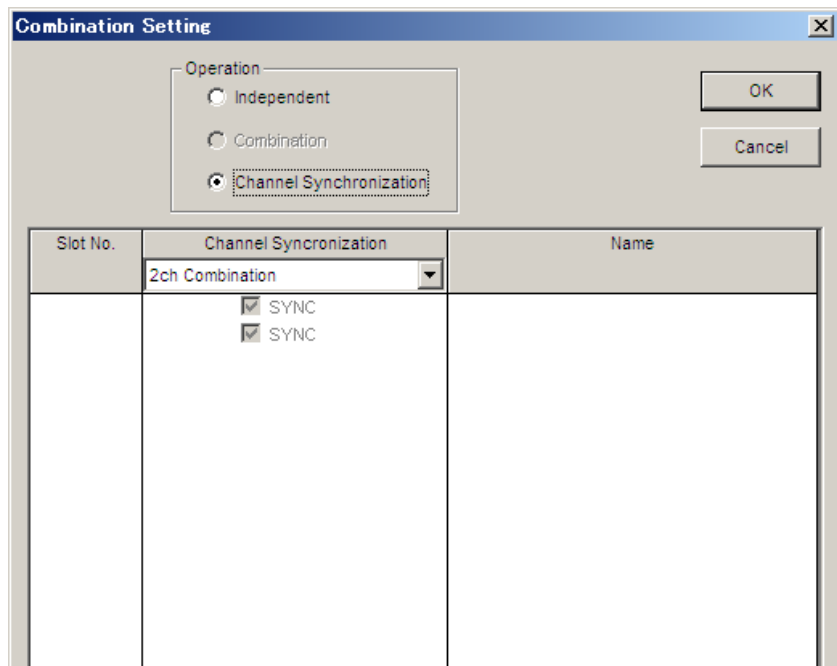 Combination Setting
Operation
Independent
Combination
Channel Synchronization
OK
Cancel
Slot No.
Channel Syncronization
Name
2ch Combination
SYNC
SYNC